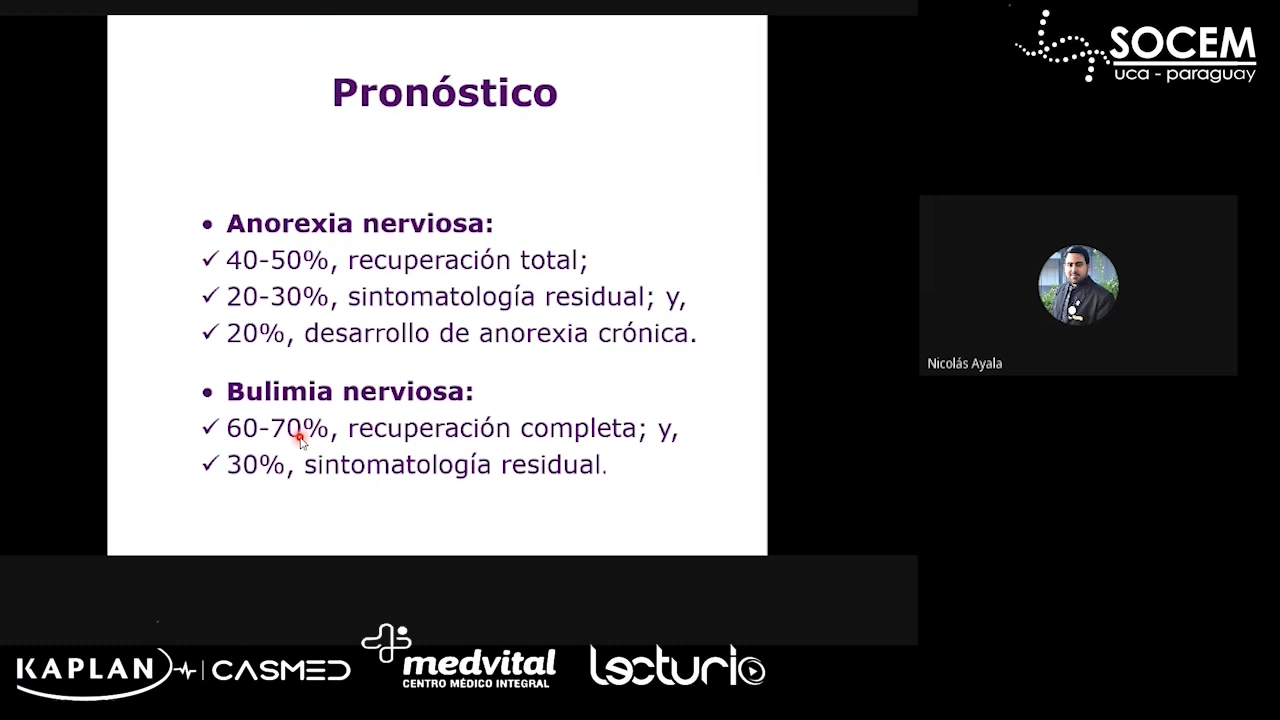 Pronóstico
• Anorexia nerviosa:
✓ 40-50%, recuperación total;
✓ 20-30%, sintomatología residual; y,
✓ 20%, desarrollo de anorexia crónica.
• Bulimia nerviosa:
✓ 60-70%, recuperación completa; y,
✓ 30%, sintomatología residual.
SOCEM
uca - paraguay
Nicolás Ayala
KAPLAN
CASMED
medvital
CENTRO MÉDICO INTEGRAL
lecturio